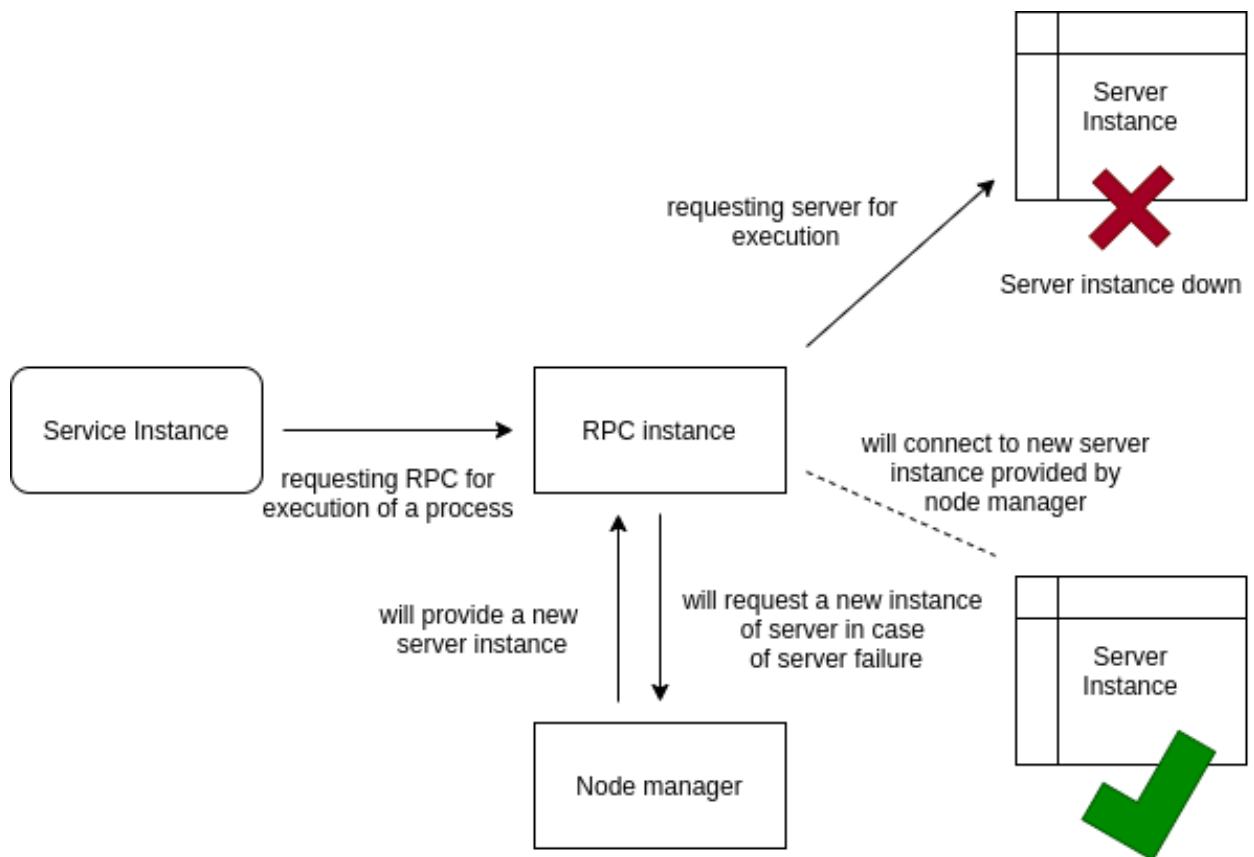 Server
Instance
requesting server for
execution
Server instance down
Service Instance
RPC instance
requesting RPC for
execution of a process
will connect to new server
instance provided by
node manager
will provide a new
server instance
will request a new instance
of server in case
of server failure
Server
Instance
Node manager